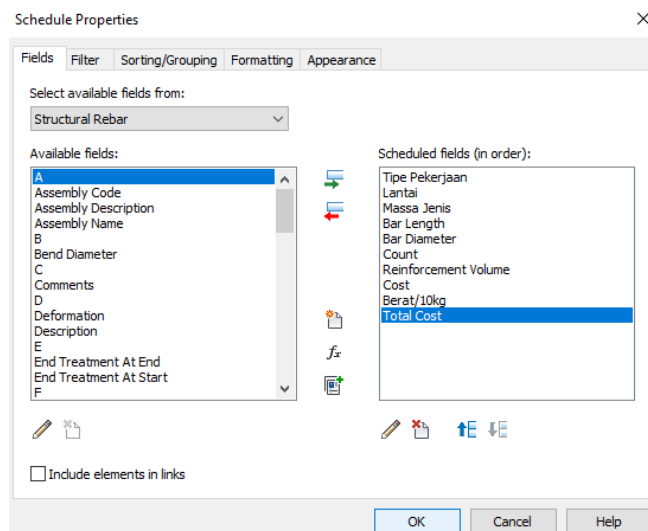 Schedule Properties
Fields Filter Sorting/Grouping Formatting Appearance
Select available fields from:
Structural Rebar
Available fields:
A
Assembly Code
Assembly Description
Assembly Name
B
Bend Diameter
C
Comments
D
Deformation
Description
E
End Treatment At End
End Treatment At Start
F
fx
Scheduled fields (in order):
Tipe Pekerjaan
Lantai
Massa Jenis
Bar Length
Bar Diameter
Count
Reinforcement Volume
Cost
Berat/10kg
Total Cost
Include elements in links
OK Cancel Help